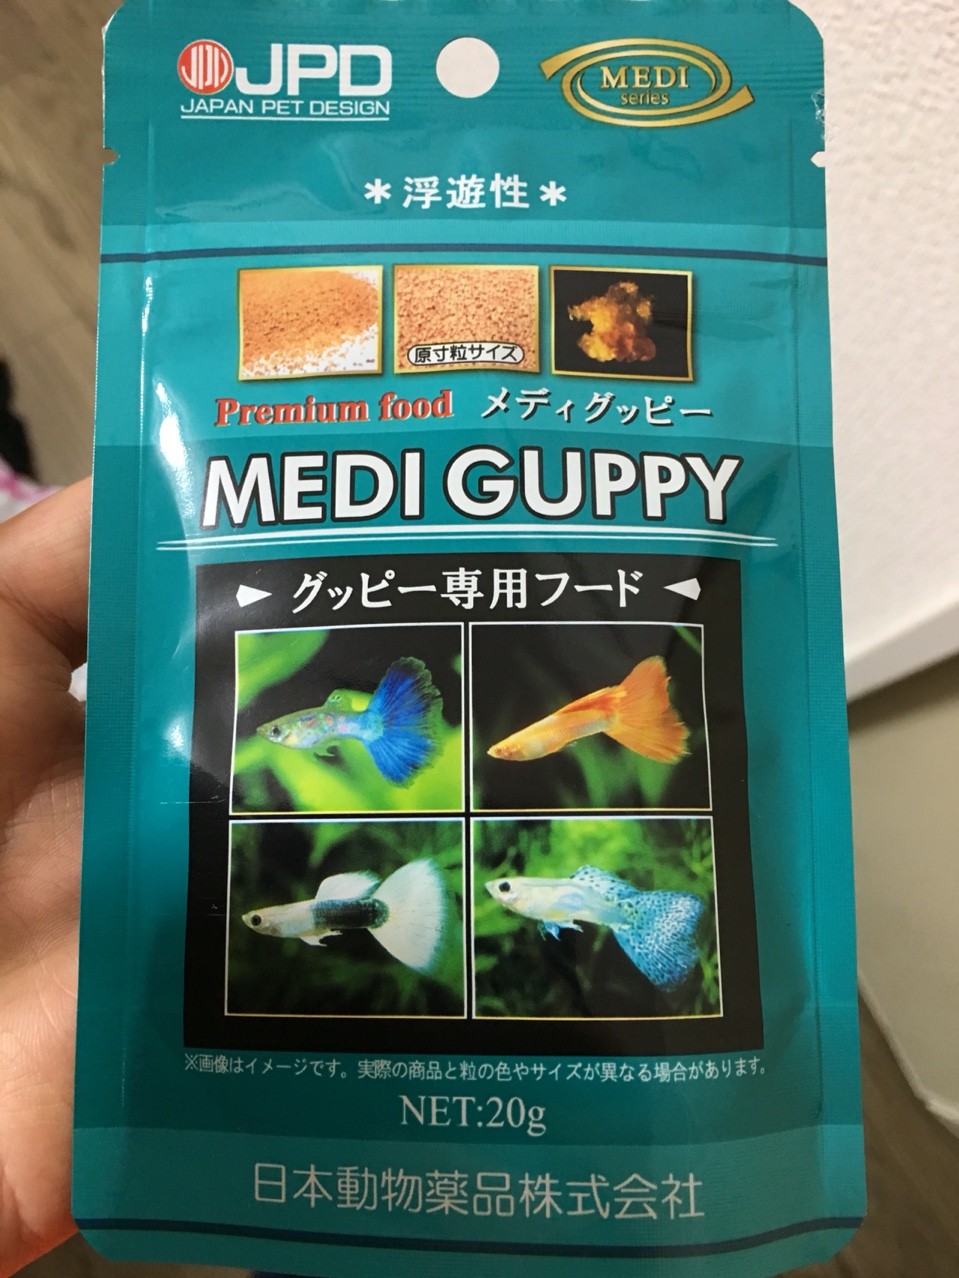 JPD
JAPAN PET DESIGN
MEDI
series
＊浮遊性＊
原寸粒サイズ
Premium food メディグッピー
MEDI GUPPY
グッピー専用フード
※画像はイメージです。実際の商品と粒の色やサイズが異なる場合があります。
NET:20g
日本動物薬品株式会社